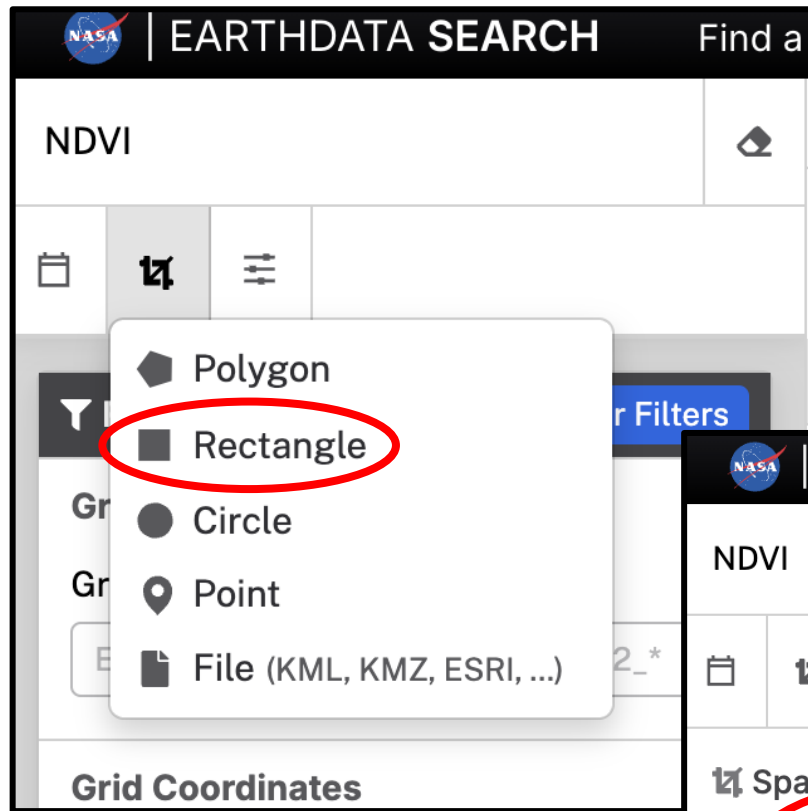 NASA EARTHDATA SEARCH Find a
NDVI
Polygon
r Filters
Rectangle
Gr
Circle
Gr
Point
File (KML, KMZ, ESRI, ...)
2_*
Grid Coordinates
NASA
NDVI
Spa